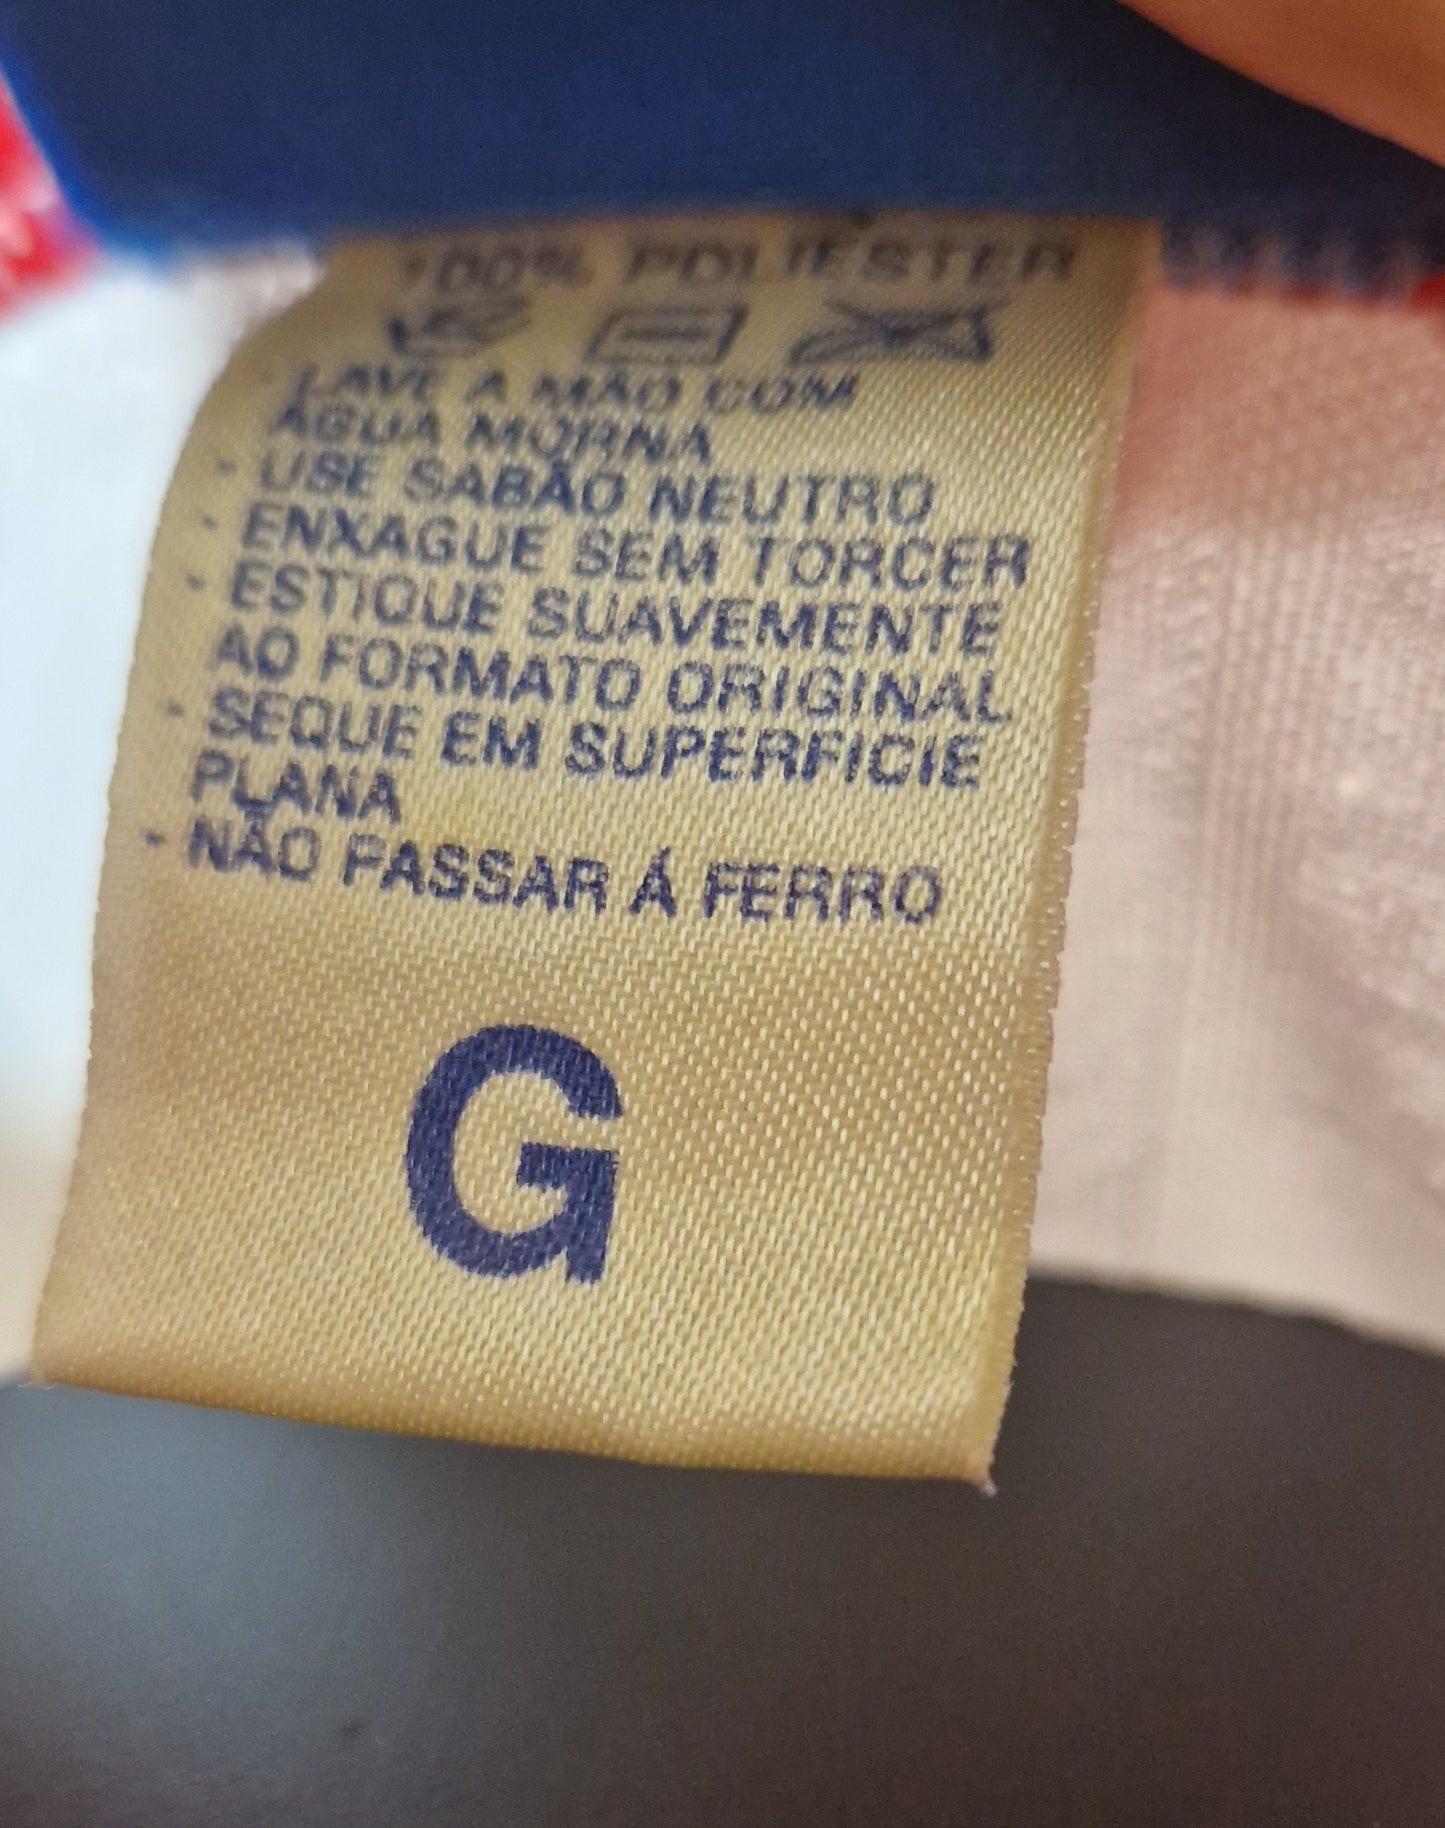 100% POLIESTER
LAVE A MÃO COM
ÁGUA MORNA
- USE SABÃO NEUTRO
- ENXAGUE SEM TORCER
- ESTIQUE SUAVEMENTE
AO FORMATO ORIGINAL
- SEQUE EM SUPERFICIE
PLANA
- NÃO PASSAR Á FERRO
G